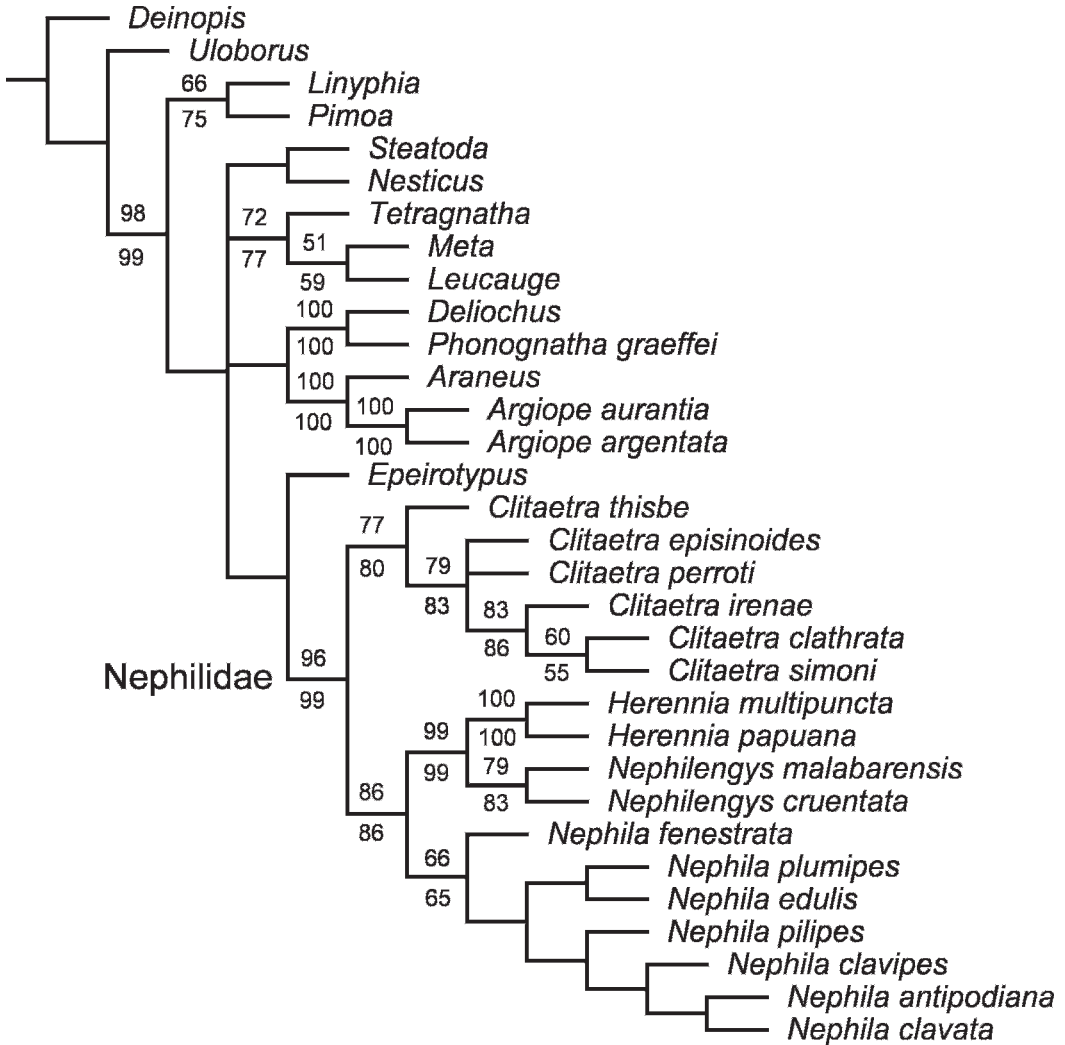 Deinopis
Uloborus
66
Linyphia
75
Pimoa
Steatoda
Nesticus
98
72
Tetragnatha
99
77
51
Meta
59
Leucauge
100
Deliochus
100
Phonognatha graeffei
100
Araneus
100
100
Argiope aurantia
100
Argiope argentata
Epeirotypus
77
Clitaetra thisbe
80
79
Clitaetra episinoides
83
Clitaetra perroti
83
Clitaetra irenae
86
60
Clitaetra clathrata
55
Clitaetra simoni
96
Nephilidae
99
100
Herennia multipuncta
99
100
Herennia papuana
99
79
Nephilengys malabarensis
86
83
Nephilengys cruentata
86
Nephila fenestrata
66
65
Nephila plumipes
Nephila edulis
Nephila pilipes
Nephila clavipes
Nephila antipodiana
Nephila clavata